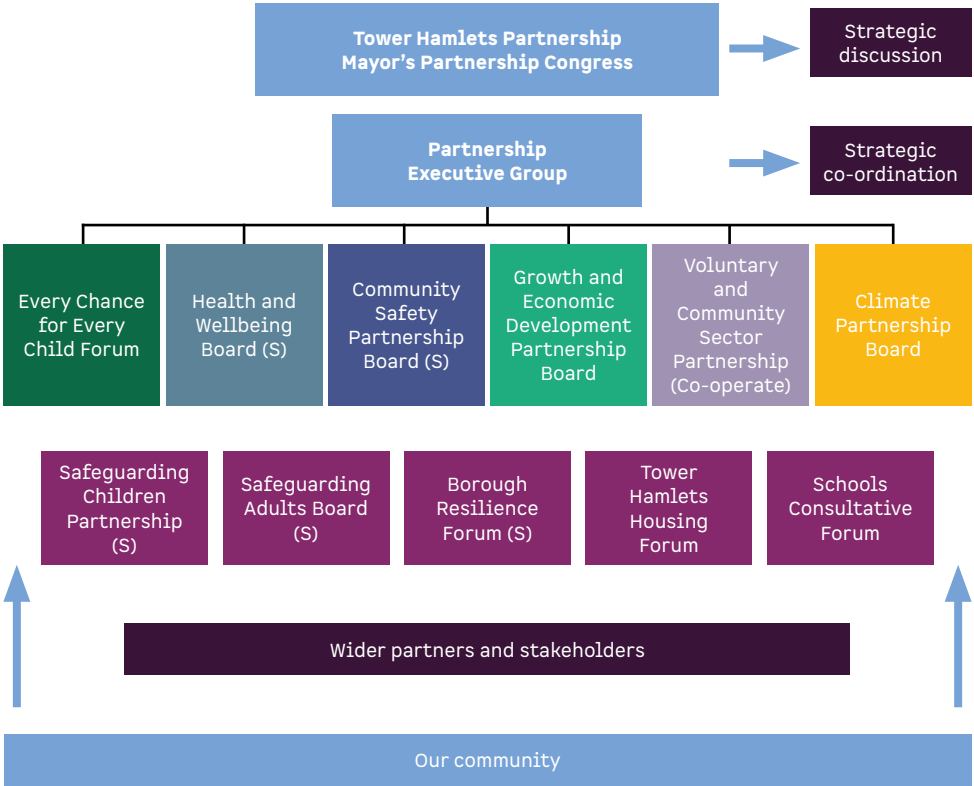 Tower Hamlets Partnership
Mayor’s Partnership Congress
Strategic
discussion
Partnership
Executive Group
Strategic
co-ordination
Every Chance
for Every
Child Forum
Health and
Wellbeing
Board (S)
Community
Safety
Partnership
Board (S)
Growth and
Economic
Development
Partnership
Board
Voluntary
and
Community
Sector
Partnership
(Co-operate)
Climate
Partnership
Board
Safeguarding
Children
Partnership
(S)
Safeguarding
Adults Board
(S)
Borough
Resilience
Forum (S)
Tower
Hamlets
Housing
Forum
Schools
Consultative
Forum
Wider partners and stakeholders
Our community